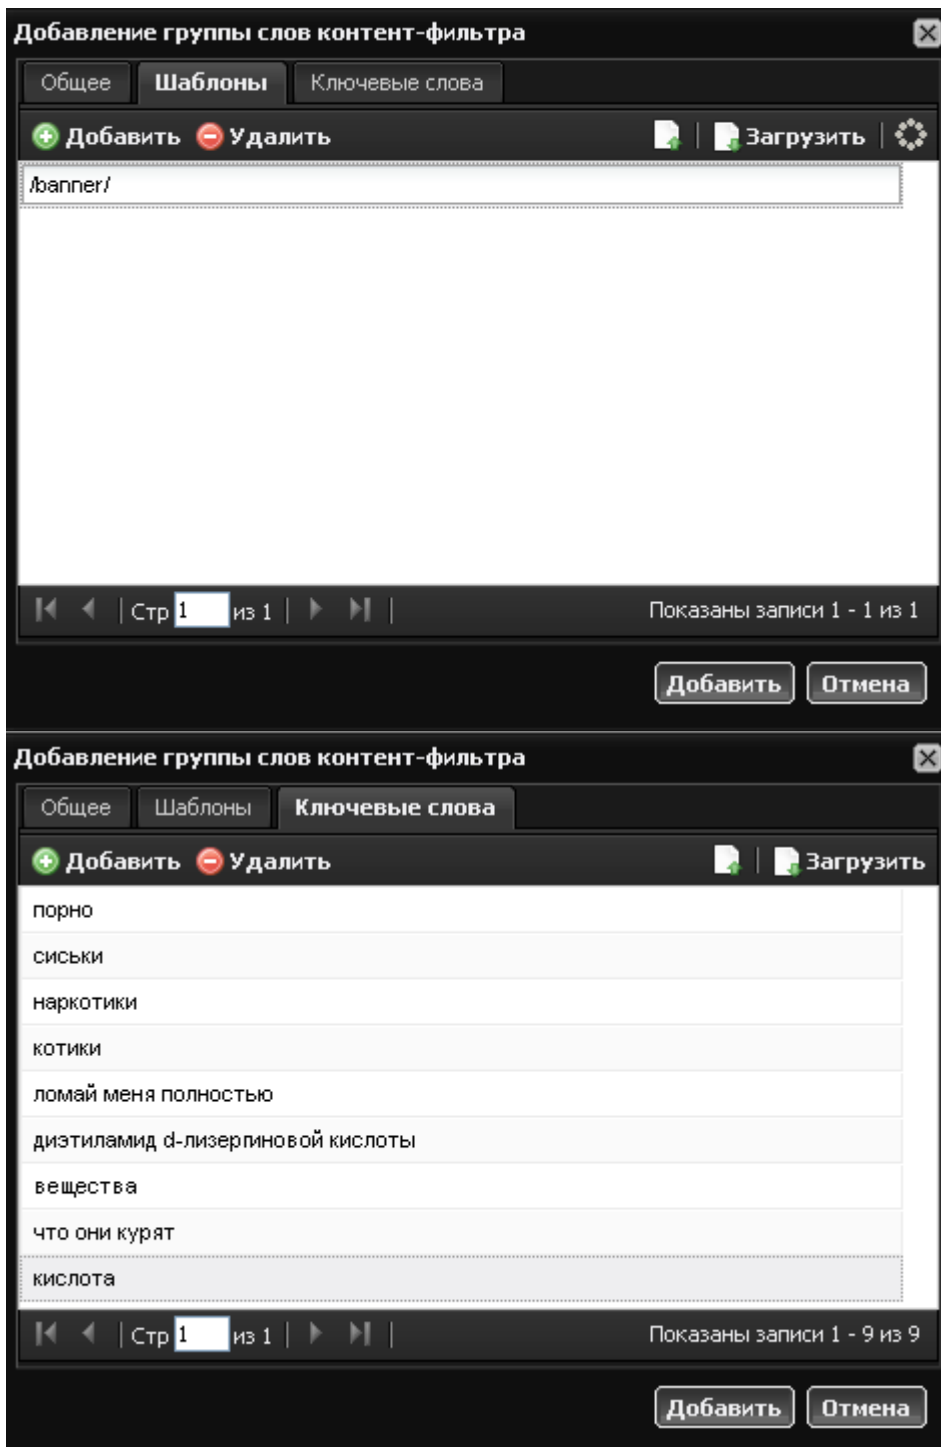 Добавление группы слов контент-фильтра
Общее Шаблоны Ключевые слова
Добавить Удалить Загрузить
/banner/
Стр 1 из 1 Показаны записи 1 - 1 из 1
Добавить Отмена
Добавление группы слов контент-фильтра
Общее Шаблоны Ключевые слова
Добавить Удалить Загрузить
порно
сиськи
наркотики
котики
ломай меня полностью
диэтиламид d-лизергиновой кислоты
вещества
что они курят
кислота
Стр 1 из 1 Показаны записи 1 - 9 из 9
Добавить Отмена